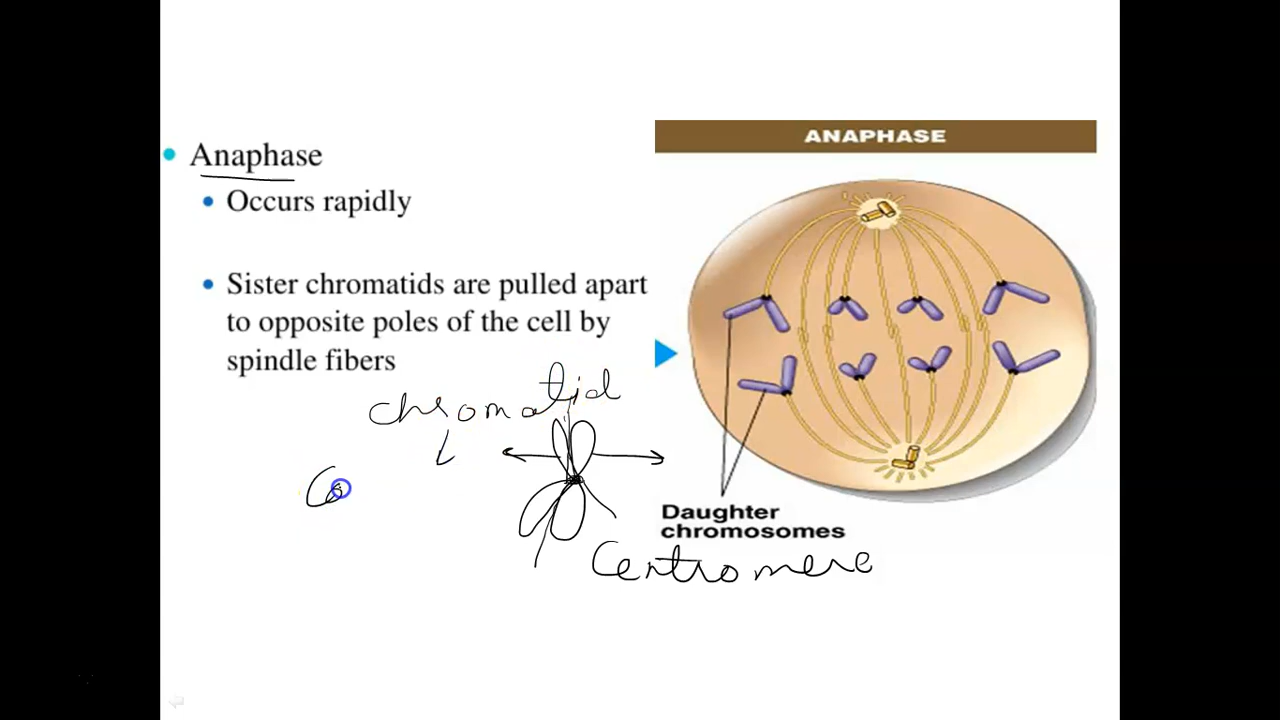 Anaphase
Occurs rapidly
Sister chromatids are pulled apart
to opposite poles of the cell by
spindle fibers
chromatid
Centromere
ANAPHASE
Daughter
chromosomes